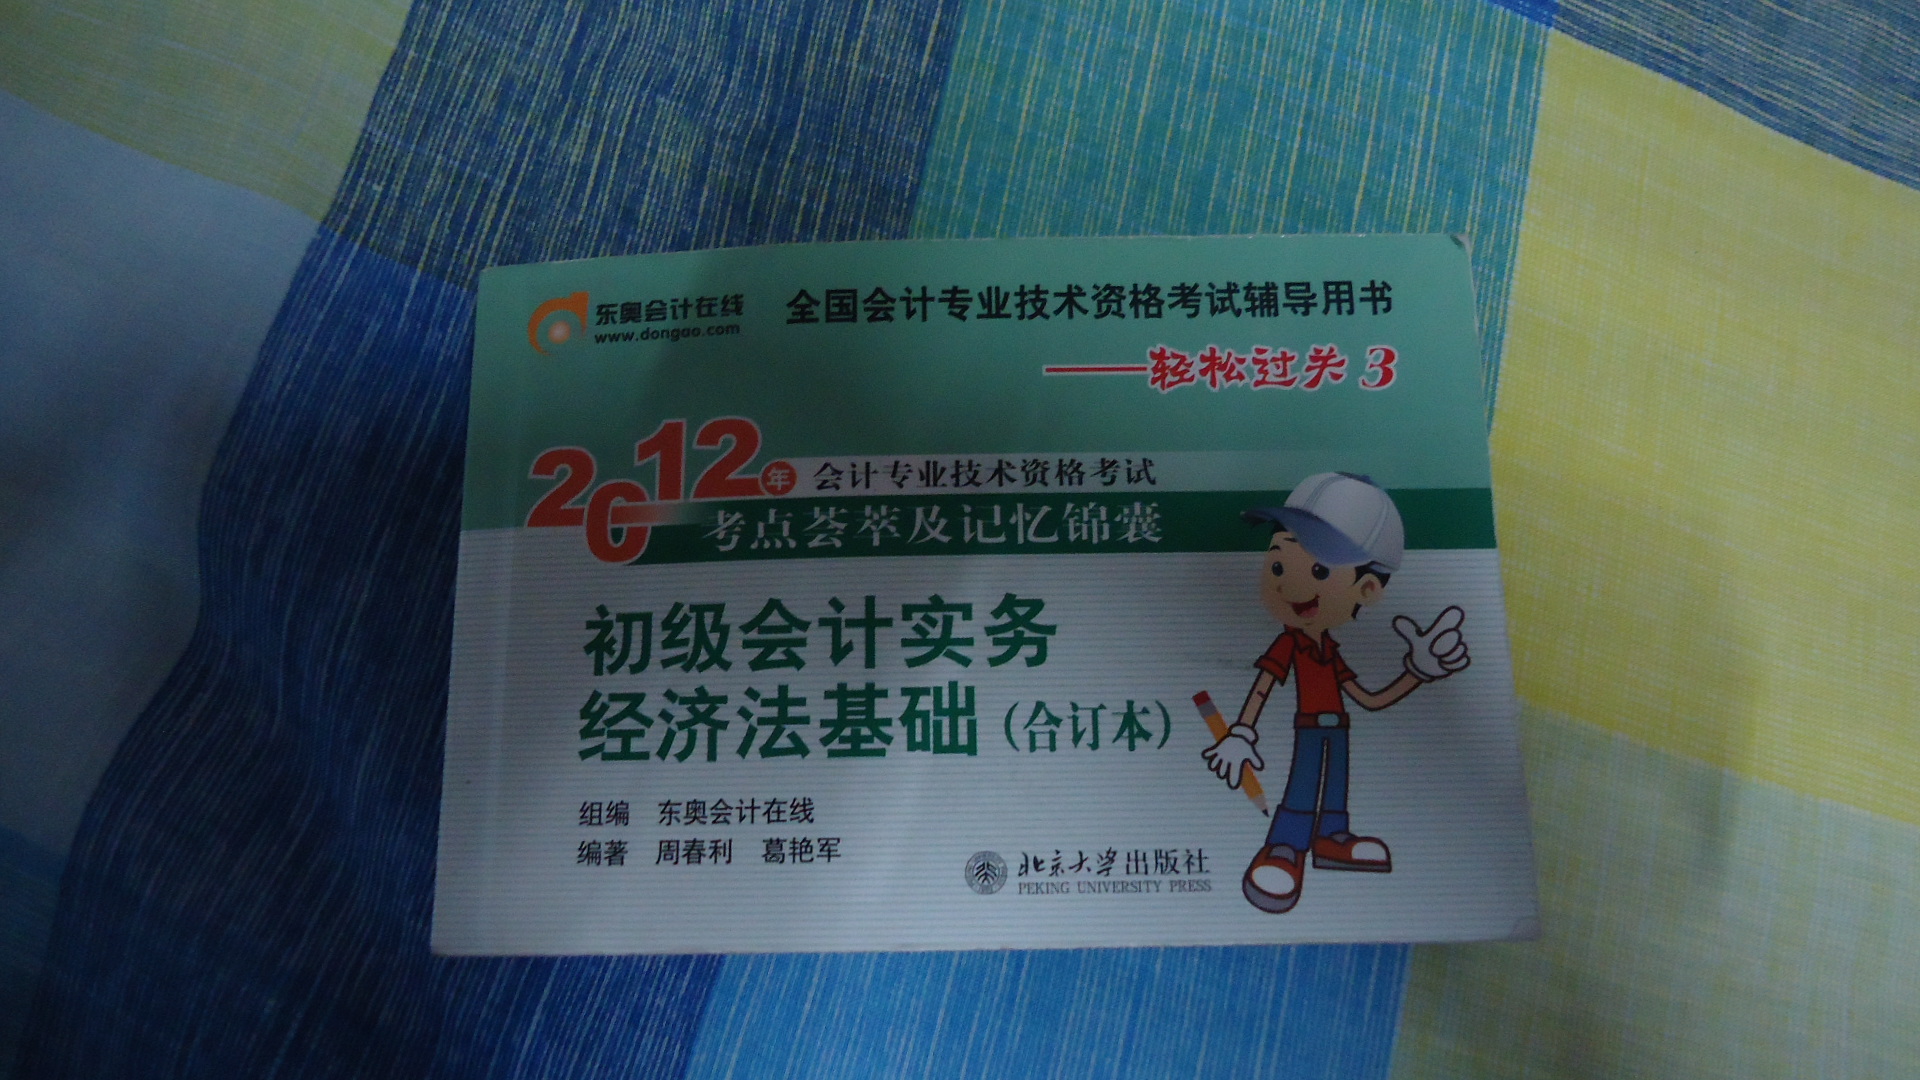 东奥会计在线
www.dongao.com
全国会计专业技术资格考试辅导用书
——轻松过关3
2012年
会计专业技术资格考试
考点荟萃及记忆锦囊
初级会计实务
经济法基础(合订本)
组编 东奥会计在线
编著 周春利 葛艳军
北京大学出版社
PEKING UNIVERSITY PRESS